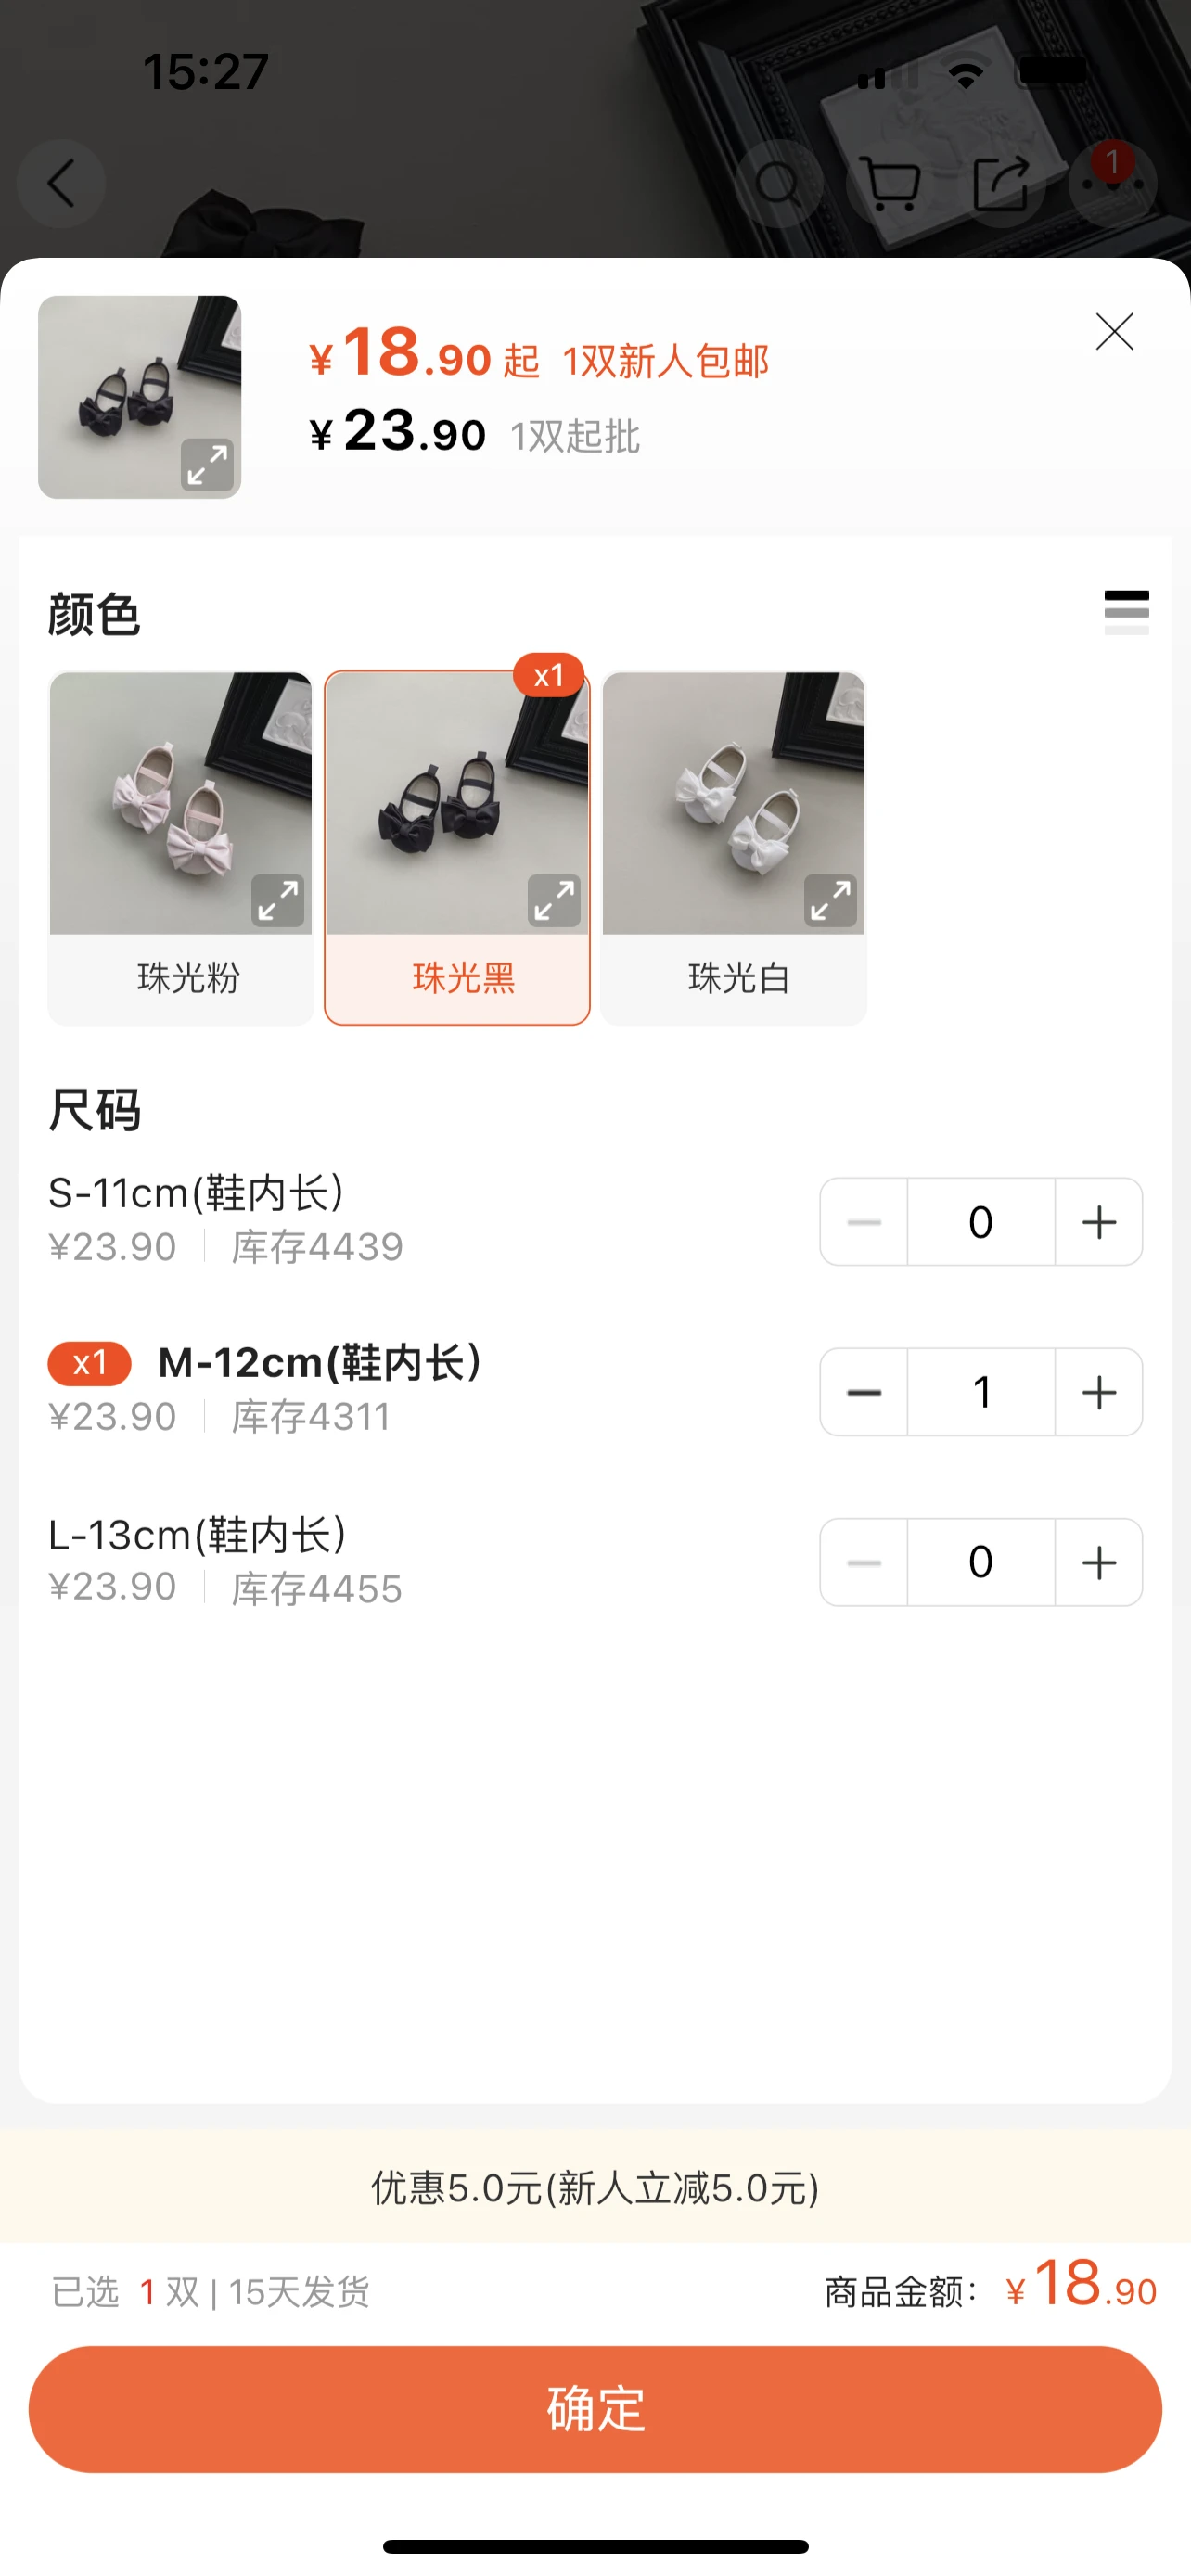 15:27
1
¥18.90起 1双新人包邮
¥23.90 1双起批
颜色
x1
珠光粉 珠光黑 珠光白
尺码
S-11cm(鞋内长)
¥23.90 库存4439
0
x1 M-12cm(鞋内长)
¥23.90 库存4311
1
L-13cm(鞋内长)
¥23.90 库存4455
0
优惠5.0元(新人立减5.0元)
已选 1 双 | 15天发货 商品金额: ¥18.90
确定